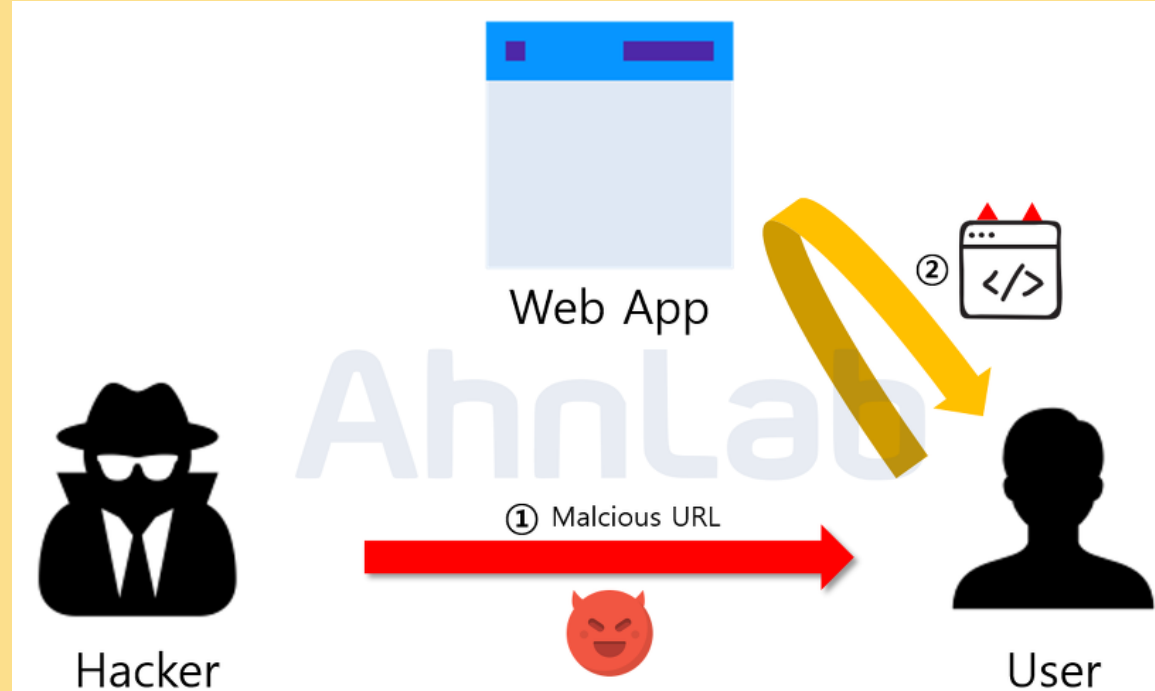 Web App
② </>
AhnLab
① Malcious URL
Hacker
User